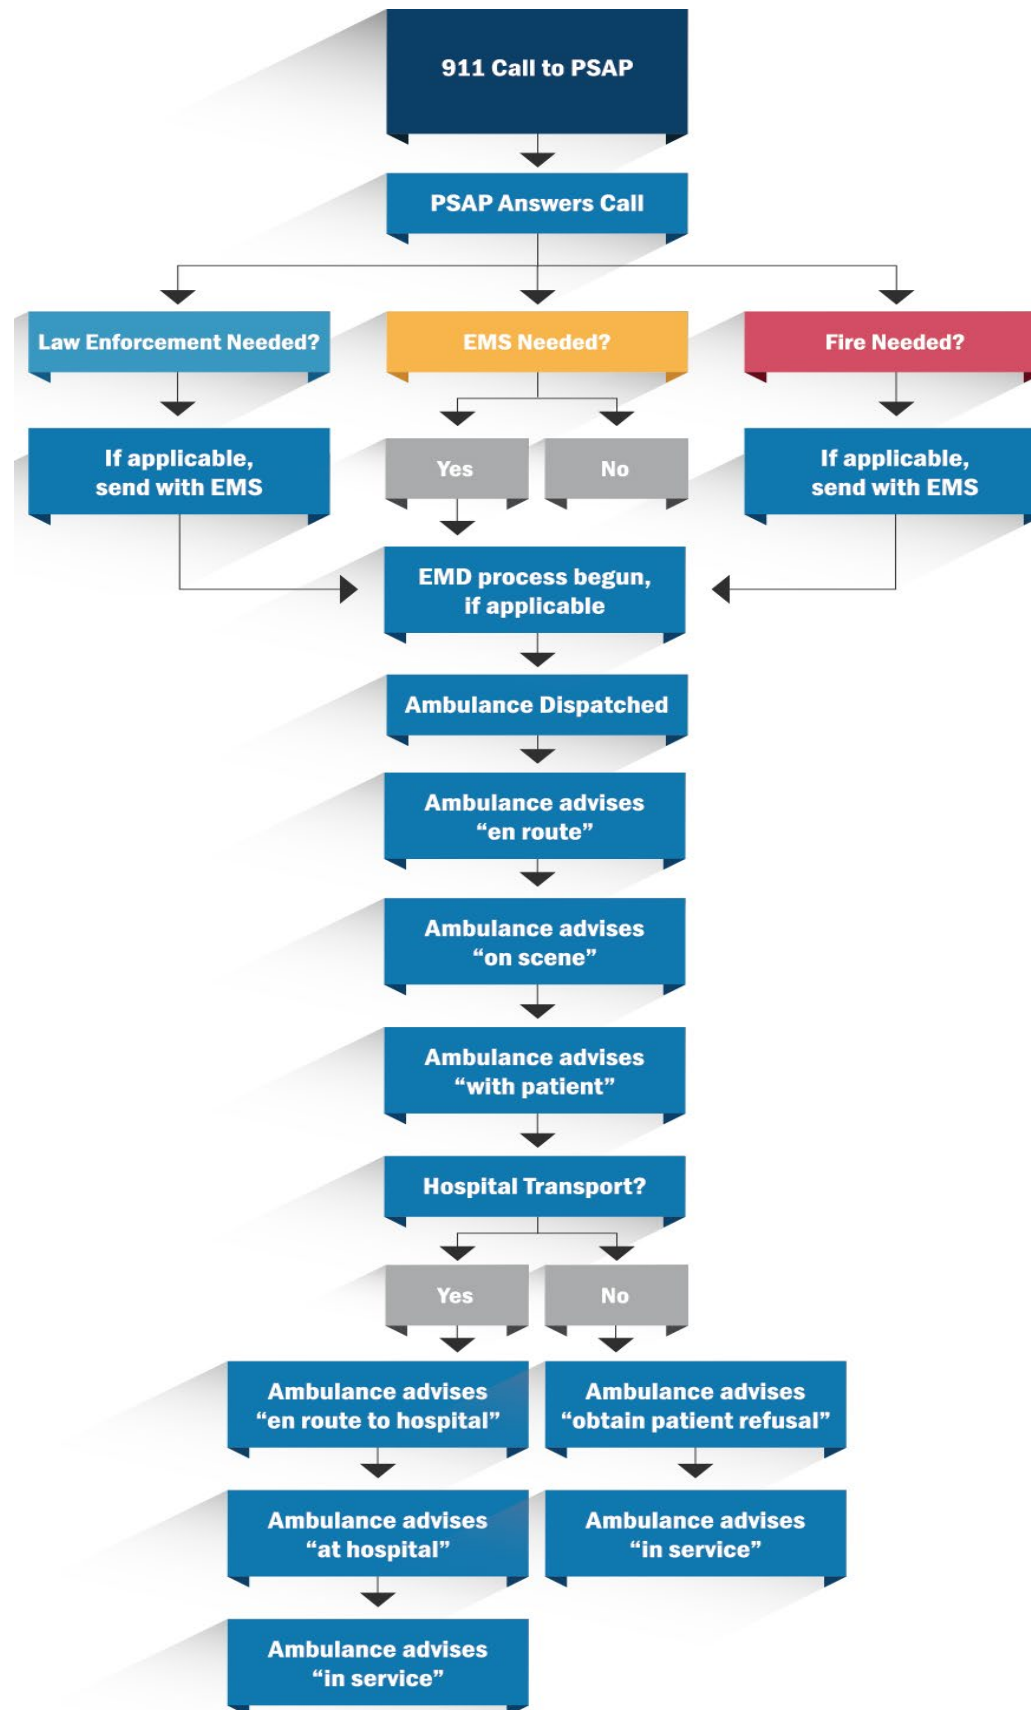 911 Call to PSAP
PSAP Answers Call
Law Enforcement Needed?
EMS Needed?
Fire Needed?
If applicable,
send with EMS
Yes
No
If applicable,
send with EMS
EMD process begun,
if applicable
Ambulance Dispatched
Ambulance advises
“en route”
Ambulance advises
“on scene”
Ambulance advises
“with patient”
Hospital Transport?
Yes
No
Ambulance advises
“en route to hospital”
Ambulance advises
“obtain patient refusal”
Ambulance advises
“at hospital”
Ambulance advises
“in service”
Ambulance advises
“in service”